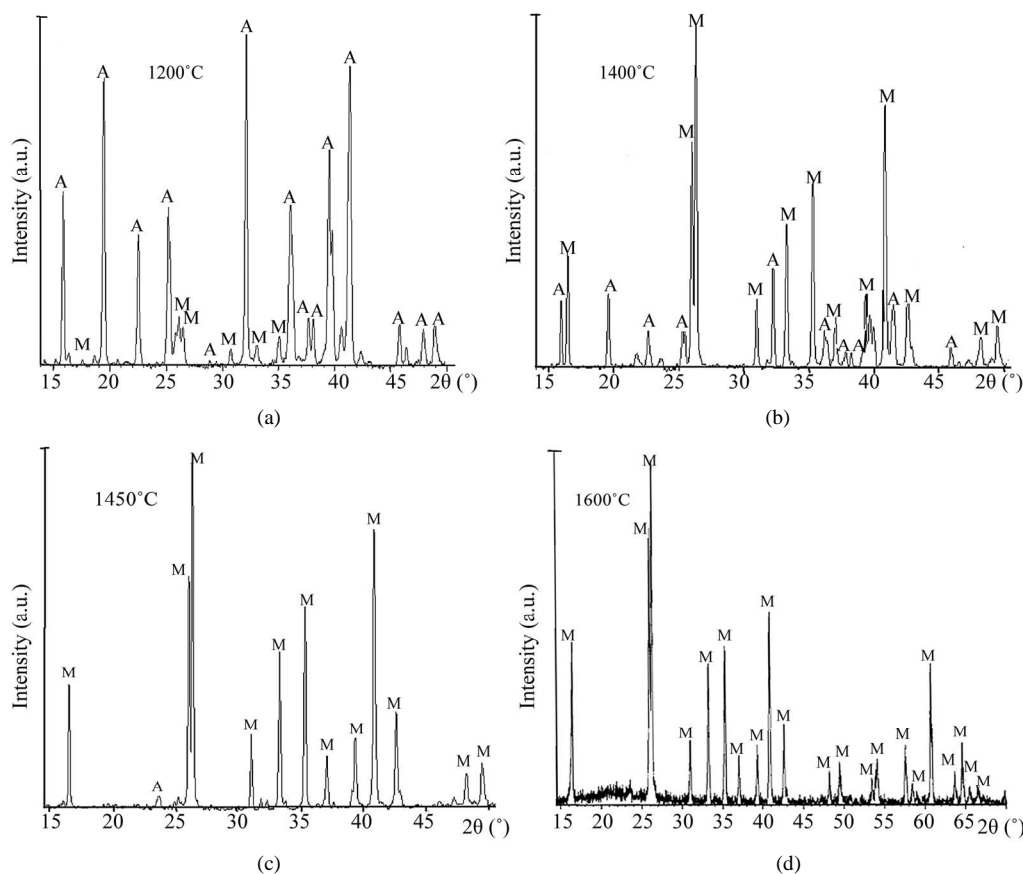 Intensity (a.u.)
1200˚C
A M A A A M M A M A M M A A A A A A A A
15 20 25 30 35 40 45 2θ (˚)
(a)
Intensity (a.u.)
1400˚C
A M A A A M M M A M M A M A A M M A M A M M
15 20 25 30 35 40 45 2θ (˚)
(b)
Intensity (a.u.)
1450˚C
M A M M M M M M M M M M M
15 20 25 30 35 40 2θ (˚)
(c)
Intensity (a.u.)
1600˚C
M M M M M M M M M M M M M M M M M M M M M
15 20 25 30 35 40 45 50 55 60 65 2θ (˚)
(d)